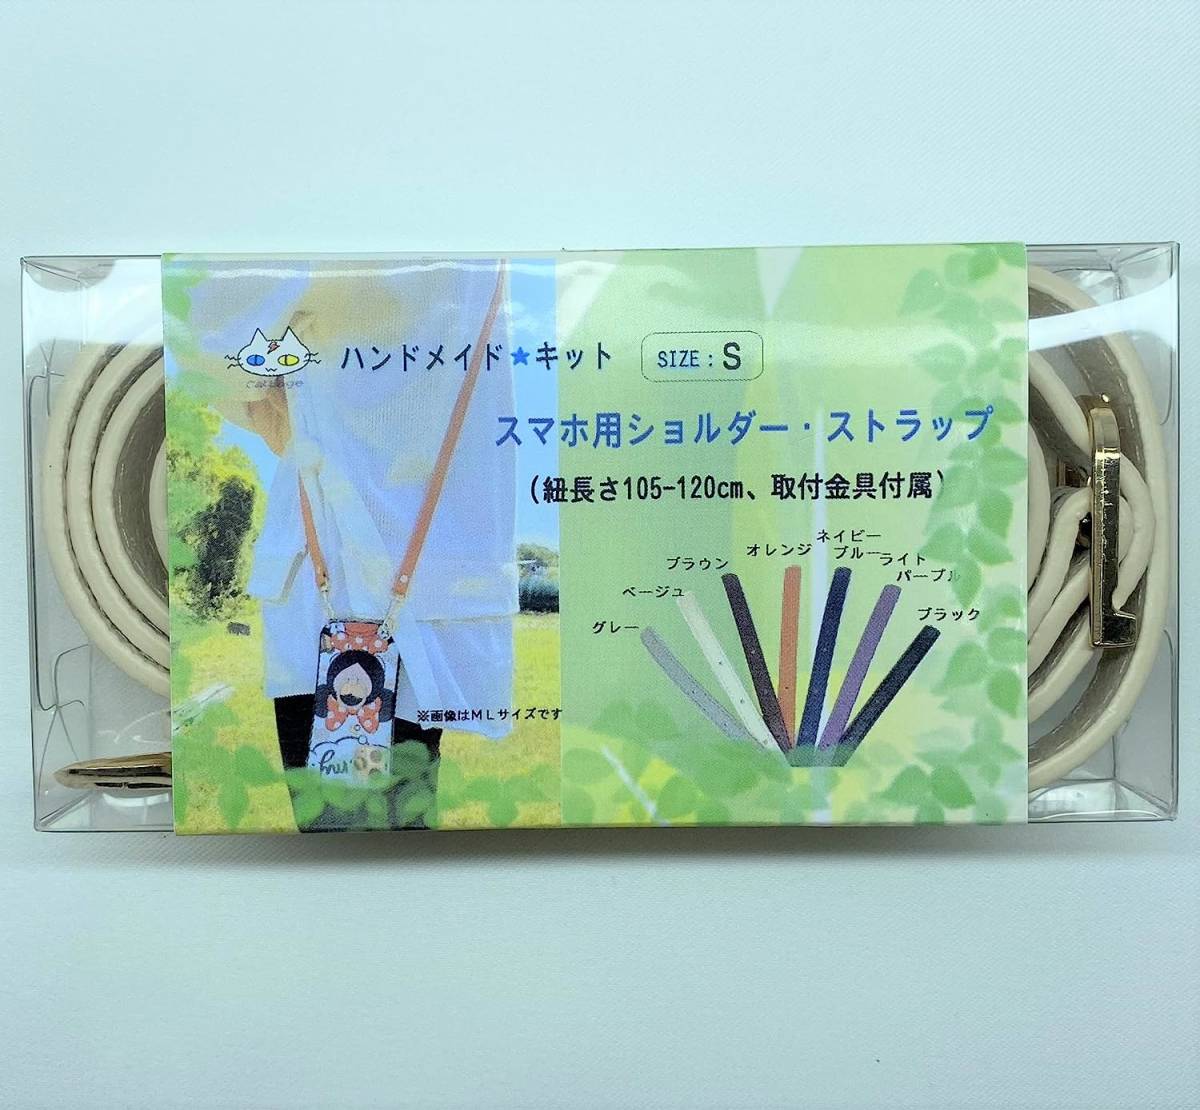 ハンドメイド★キット
SIZE：S
スマホ用ショルダー・ストラップ
（紐長さ105-120cm、取付金具付属）
ネイビー
ブルー
オレンジ
ライト
パープル
ブラウン
ベージュ
ブラック
グレー
※画像はMLサイズです